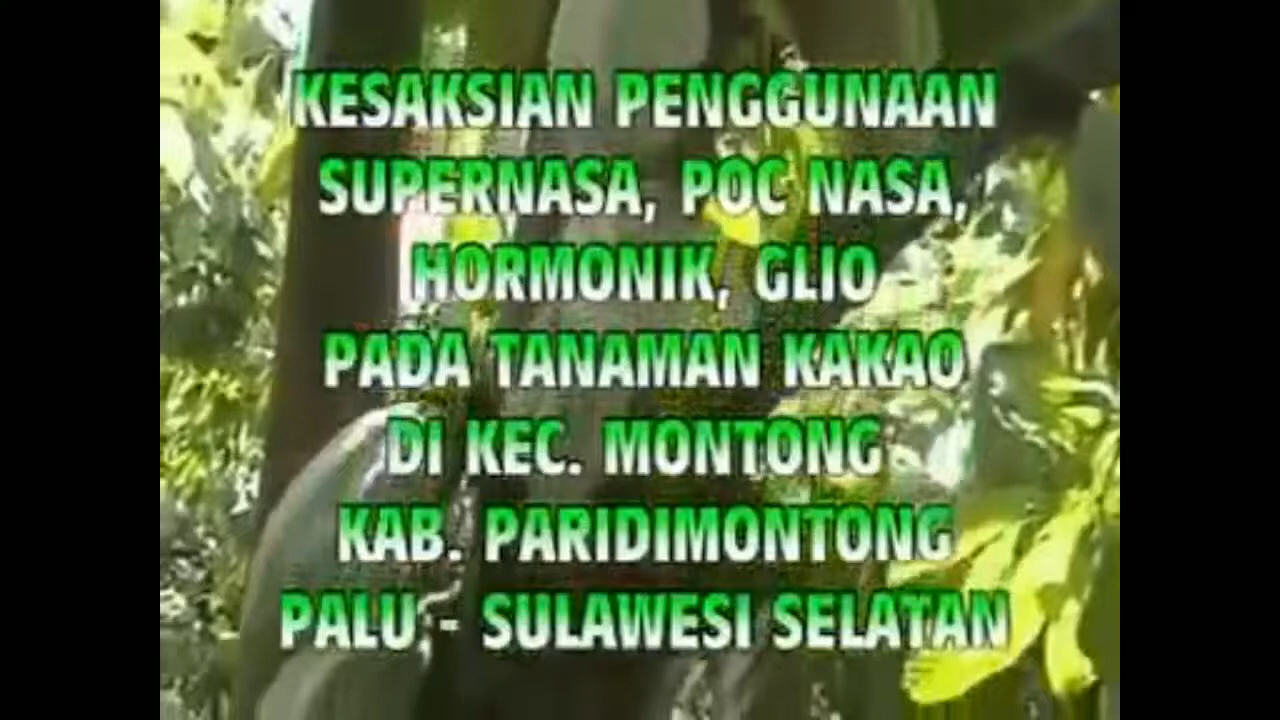 KESAKSIAN PENGGUNAAN
SUPERNASA, POC NASA,
HORMONIK, GLIO
PADA TANAMAN KAKAO
DI KEC. MONTONG
KAB. PARIDIMONTONG
PALU, - SULAWESI SELATAN